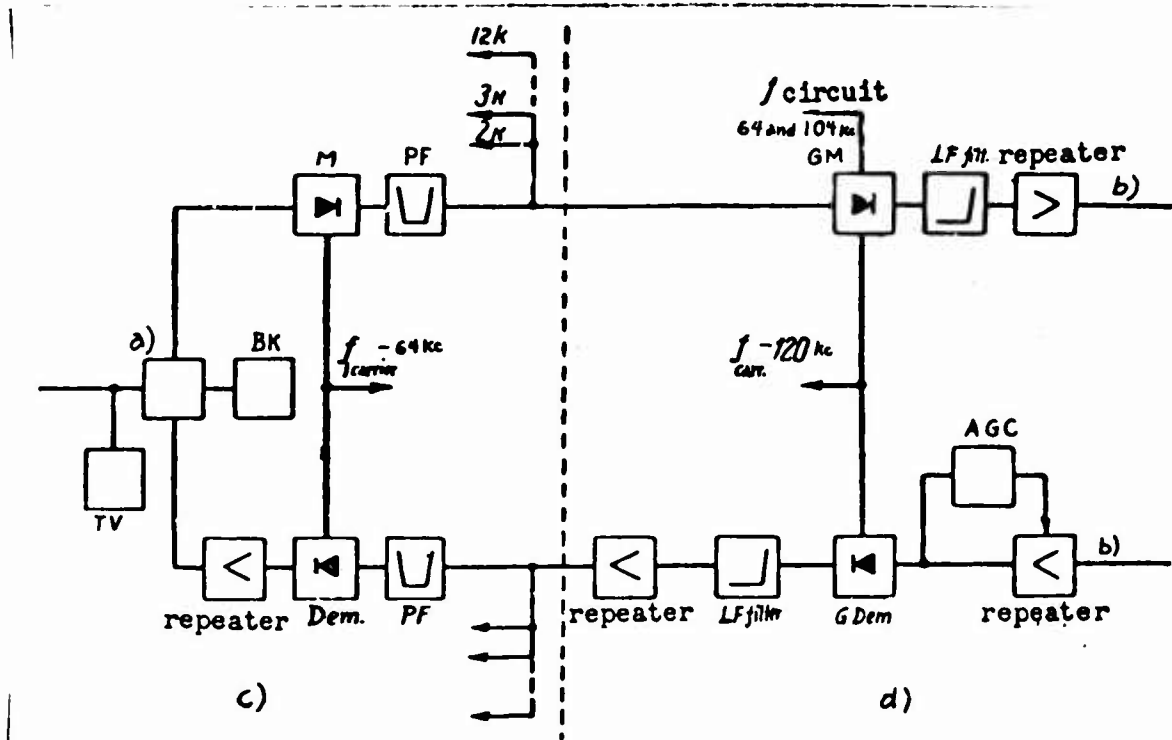 12k
3k
2k
M
PF
f circuit
64 and 104 kc
GM
LF filt. repeater
b)
a)
BK
f carrier - 64 kc
f carr. - 120 kc
TV
AGC
b)
repeater
Dem.
PF
repeater
LF filter
G Dem
repeater
c)
d)